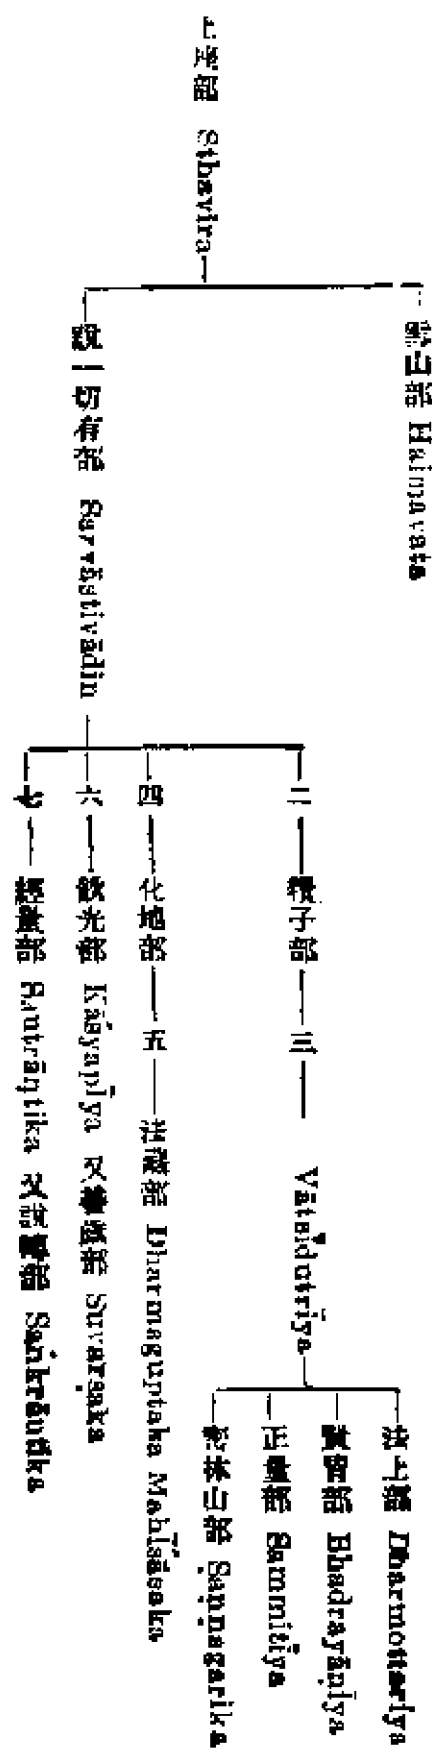 上座部 Sthavira
雪山部 Haimavata
說一切有部 Sarvāstivādin
二 犢子部 三 Vātsīputrīya
法上部 Dharmottarīya
賢冑部 Bhadrayāṇīya
正量部 Sammitīya
密林山部 Saṇṇagarika
四 化地部 五 法藏部 Dharmaguptaka Mahīsāsaka
六 飲光部 Kāśyapīya 又善歲部 Suvarṣaka
七 經量部 Sautrāntika 又說轉部 Saṅkrāntika